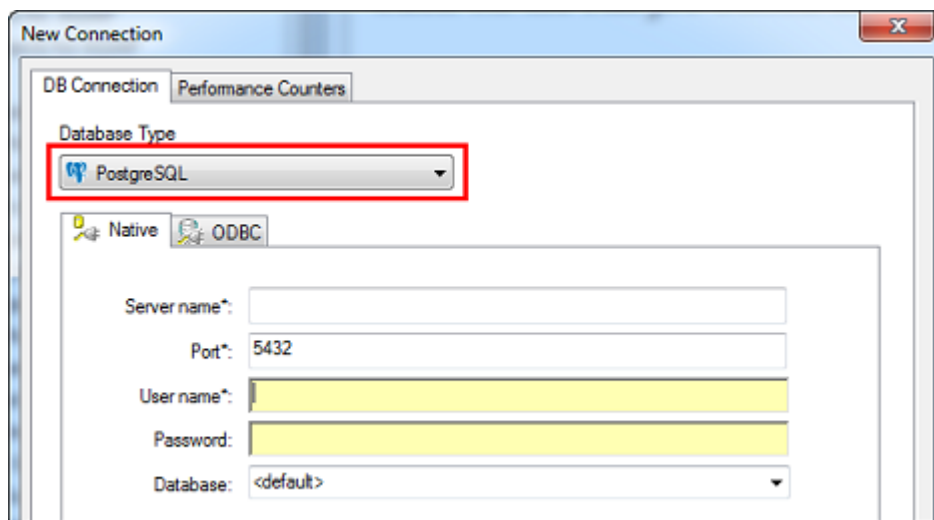 New Connection
DB Connection Performance Counters
Database Type
PostgreSQL
Native ODBC
Server name*:
Port*: 5432
User name*:
Password:
Database: <default>